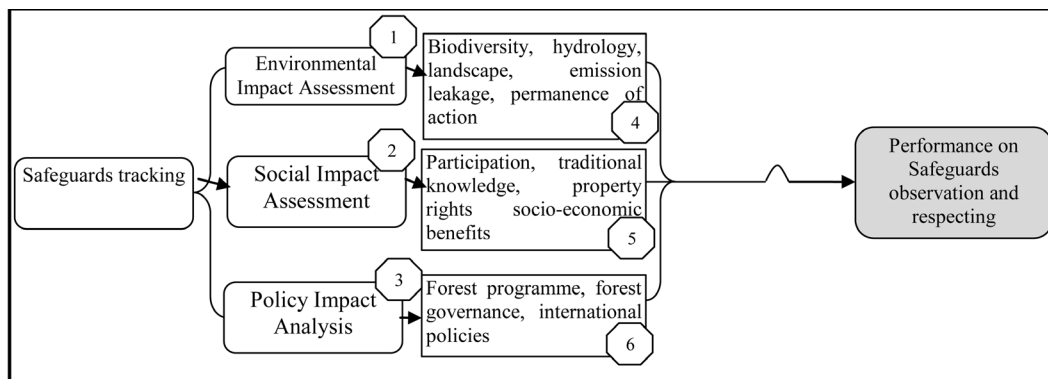 Safeguards tracking
1
Environmental
Impact Assessment
2
Social Impact
Assessment
3
Policy Impact
Analysis
Biodiversity, hydrology,
landscape, emission
leakage, permanence of
action
4
Participation, traditional
knowledge, property
rights socio-economic
benefits
5
Forest programme, forest
governance, international
policies
6
Performance on
Safeguards
observation and
respecting